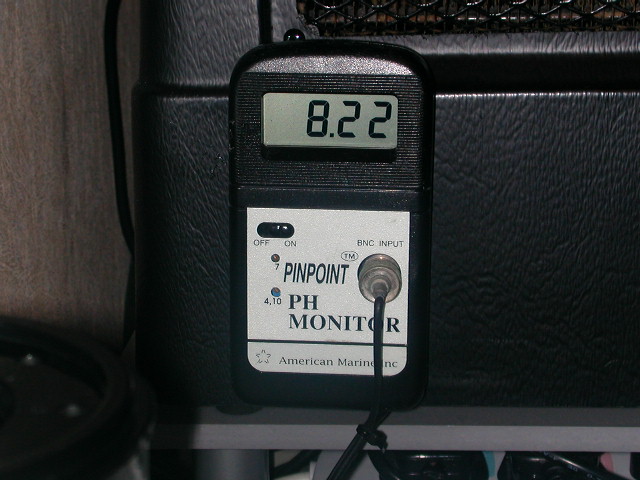 8.22
OFF ON
BNC INPUT
7
PINPOINT TM
4,10
PH
MONITOR
American Marine Inc